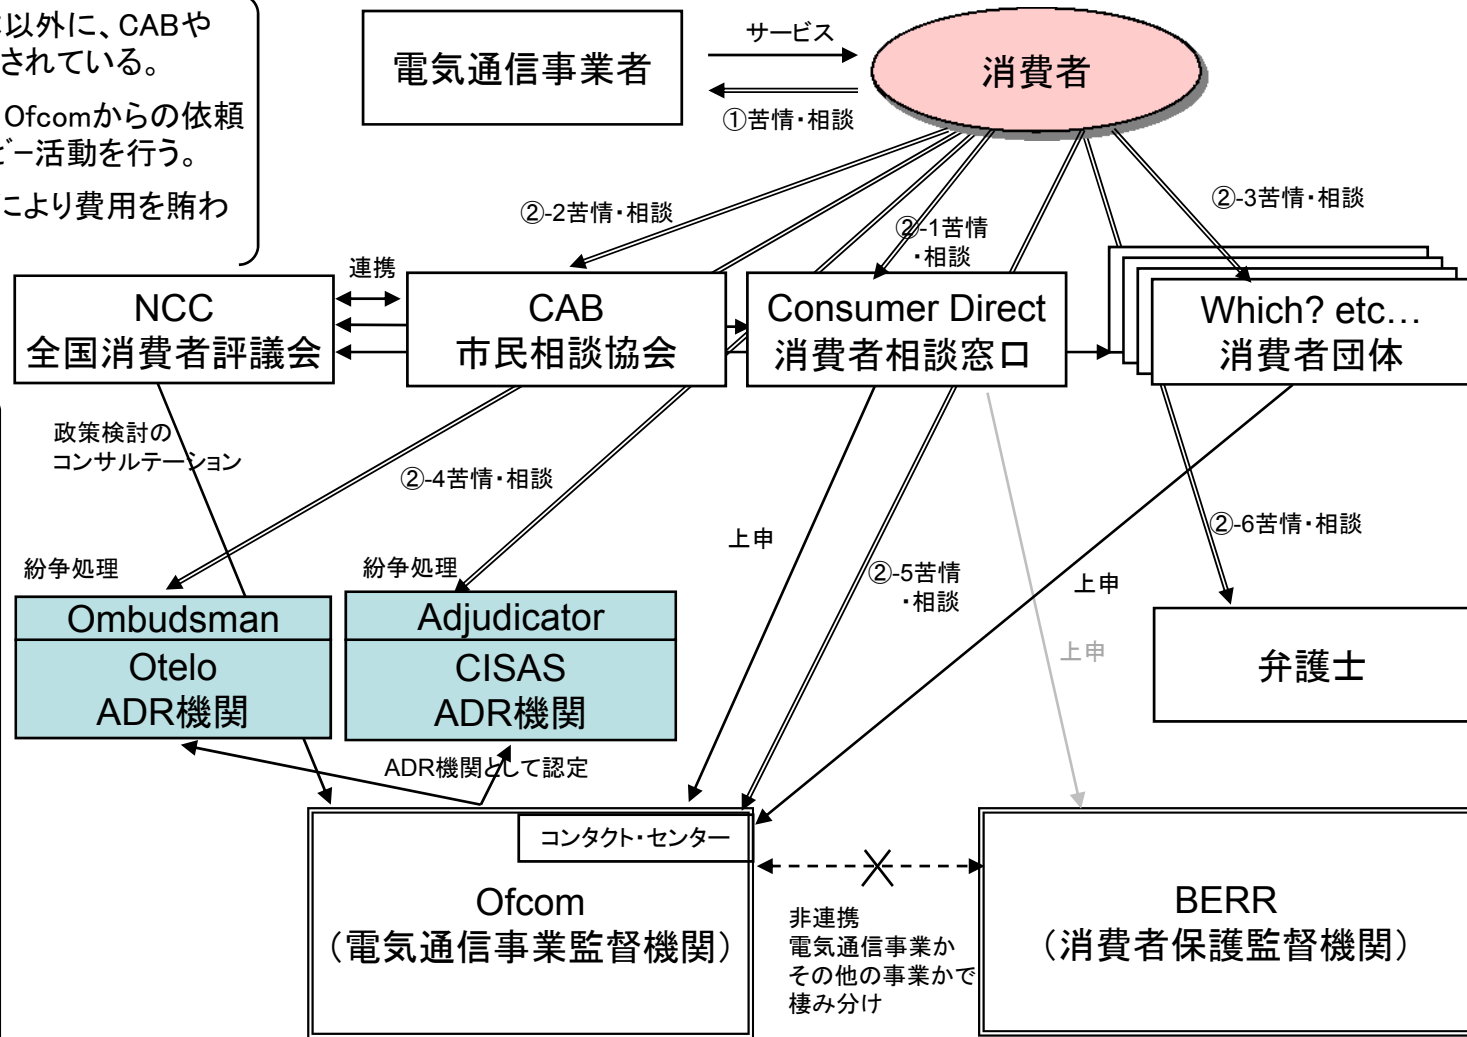 以外に、CABや
されている。
Ofcomからの依頼
ビー活動を行う。
により費用を賄わ
電気通信事業者
サービス
消費者
①苦情・相談
②-2苦情・相談
②-1苦情
・相談
②-3苦情・相談
連携
NCC
全国消費者評議会
CAB
市民相談協会
Consumer Direct
消費者相談窓口
Which? etc…
消費者団体
政策検討の
コンサルテーション
②-4苦情・相談
上申
②-5苦情
・相談
②-6苦情・相談
上申
上申
紛争処理
紛争処理
Ombudsman
Otelo
ADR機関
Adjudicator
CISAS
ADR機関
弁護士
ADR機関として認定
コンタクト・センター
Ofcom
（電気通信事業監督機関）
非連携
電気通信事業か
その他の事業かで
棲み分け
BERR
（消費者保護監督機関）